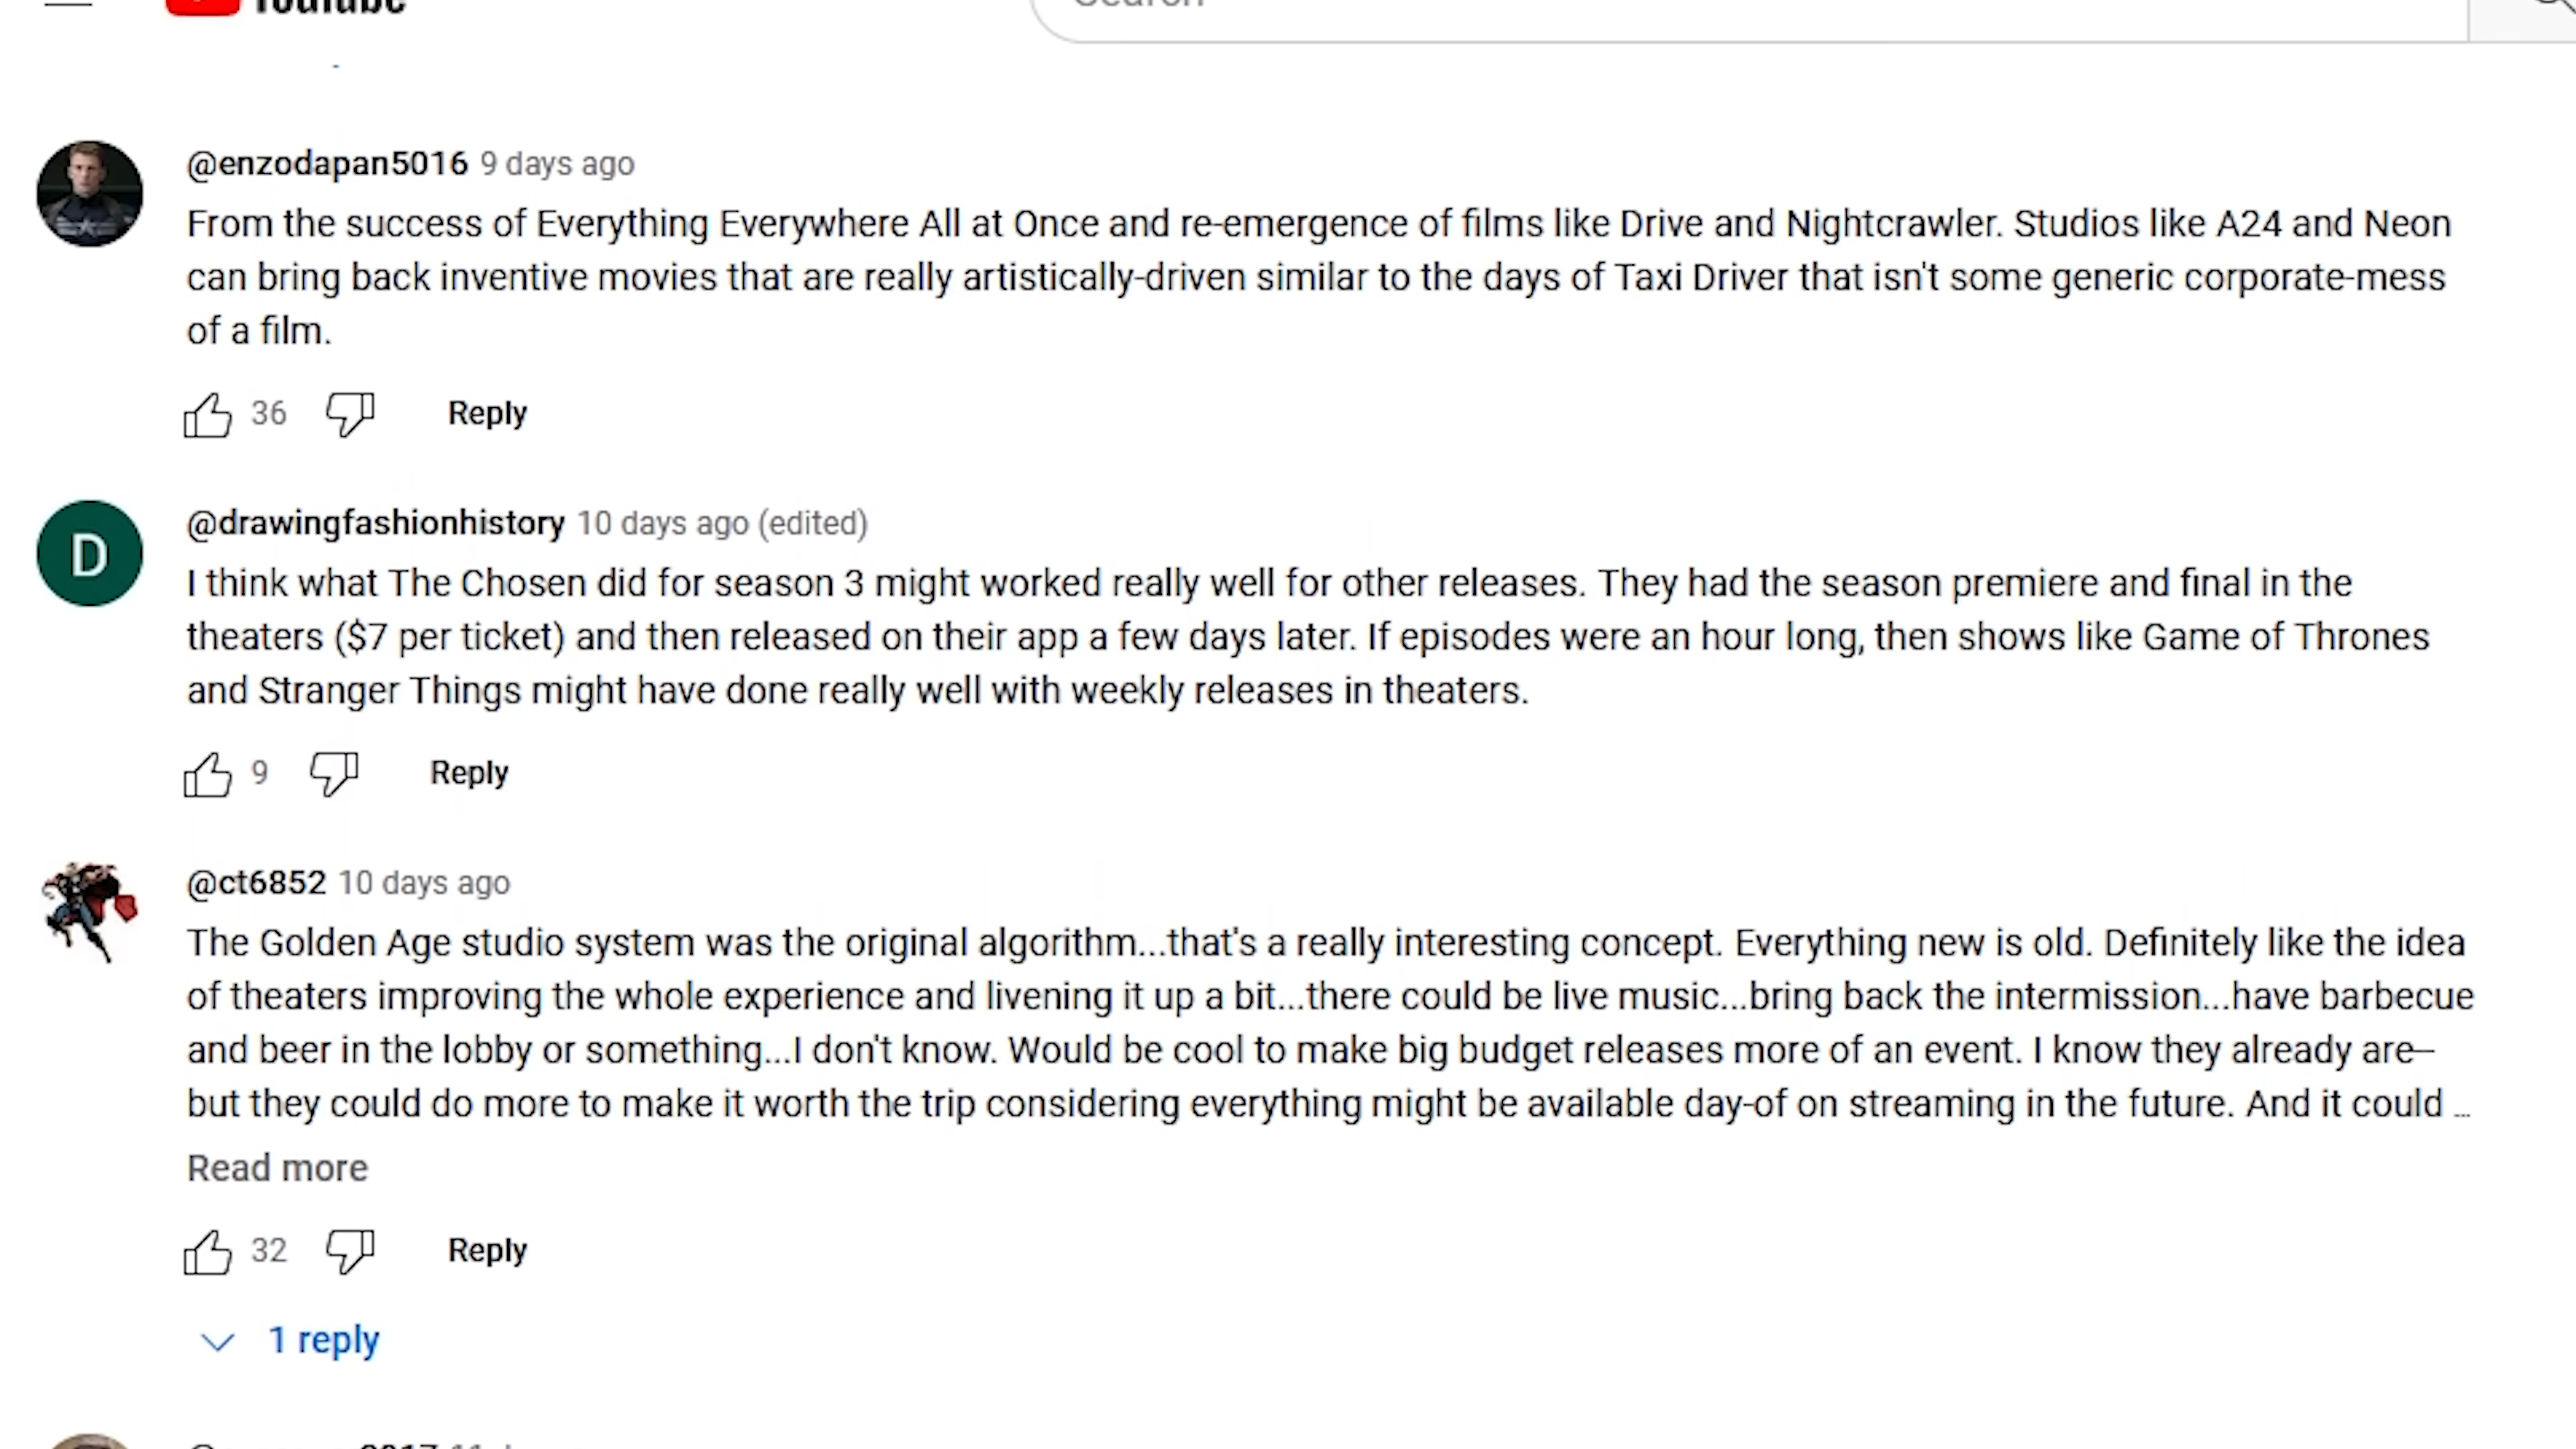 YouTube
Search
@enzodapan5016 9 days ago
From the success of Everything Everywhere All at Once and re-emergence of films like Drive and Nightcrawler. Studios like A24 and Neon
can bring back inventive movies that are really artistically-driven similar to the days of Taxi Driver that isn't some generic corporate-mess
of a film.
36 Reply
D
@drawingfashionhistory 10 days ago (edited)
I think what The Chosen did for season 3 might worked really well for other releases. They had the season premiere and final in the
theaters ($7 per ticket) and then released on their app a few days later. If episodes were an hour long, then shows like Game of Thrones
and Stranger Things might have done really well with weekly releases in theaters.
9 Reply
@ct6852 10 days ago
The Golden Age studio system was the original algorithm...that's a really interesting concept. Everything new is old. Definitely like the idea
of theaters improving the whole experience and livening it up a bit...there could be live music...bring back the intermission...have barbecue
and beer in the lobby or something...I don't know. Would be cool to make big budget releases more of an event. I know they already are—
but they could do more to make it worth the trip considering everything might be available day-of on streaming in the future. And it could ...
Read more
32 Reply
1 reply